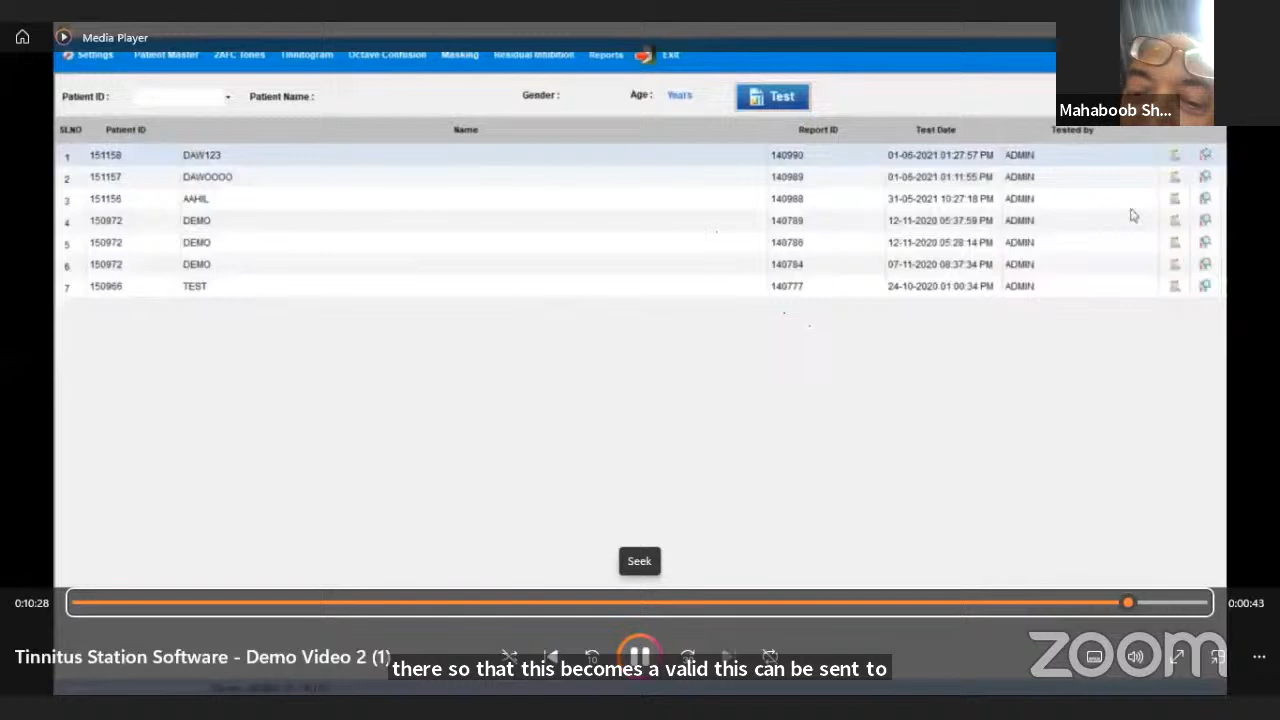 Media Player
Settings Patient Master 2AFC Tones Tinnitogram Octave Confusion Masking Residual Inhibition Reports Exit
Patient ID : Patient Name : Gender : Age : Years Test
Mahaboob Sh...
SLNO Patient ID Name Report ID Test Date Tested by
1 151158 DAW123 140990 01-06-2021 01:27:57 PM ADMIN
2 151157 DAWOOOO 140989 01-06-2021 01:11:55 PM ADMIN
3 151156 AAHIL 140988 31-05-2021 10:27:18 PM ADMIN
4 150972 DEMO 140789 12-11-2020 05:37:59 PM ADMIN
5 150972 DEMO 140786 12-11-2020 05:28:14 PM ADMIN
6 150972 DEMO 140784 07-11-2020 08:37:34 PM ADMIN
7 150966 TEST 140777 24-10-2020 01:00:34 PM ADMIN
Seek
0:10:28 0:00:43
Tinnitus Station Software - Demo Video 2 (1)
there so that this becomes a valid this can be sent to
zoom